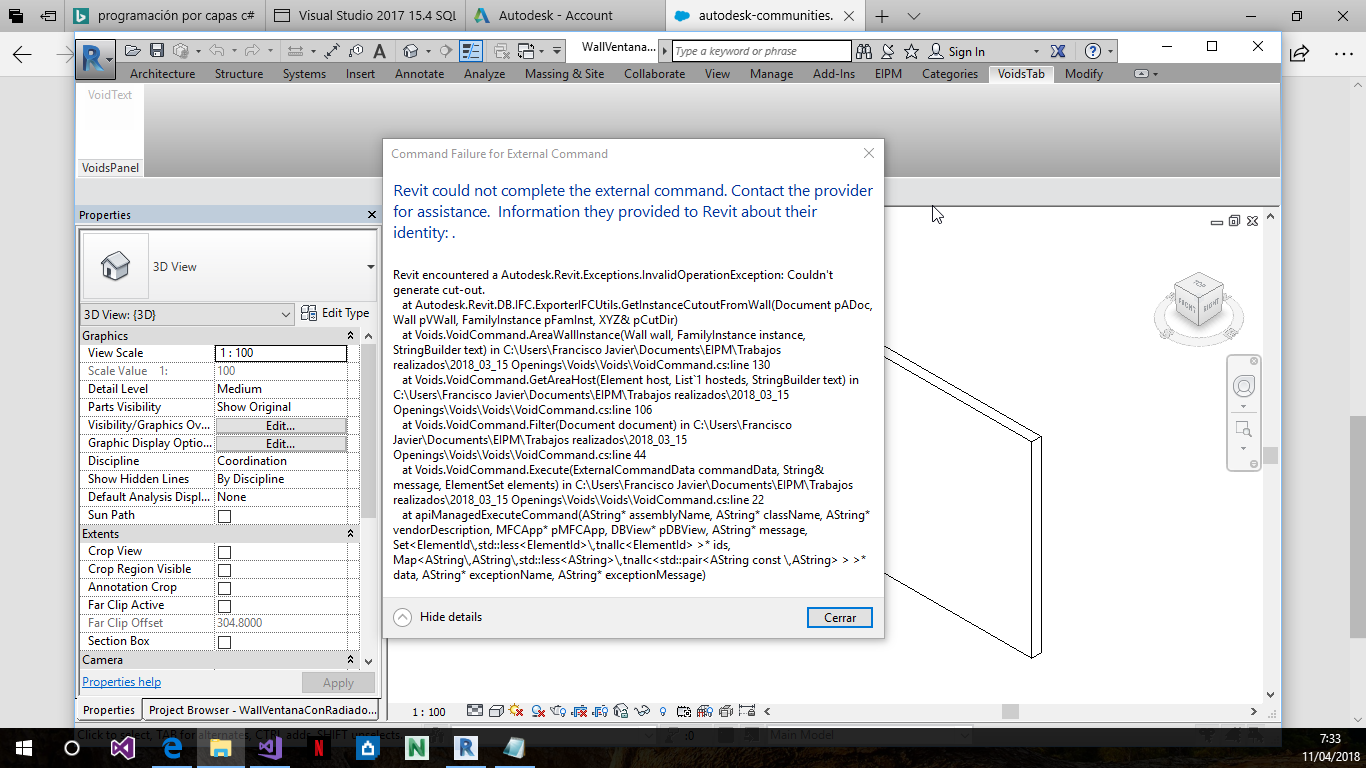 programación por capas c#
Visual Studio 2017 15.4 SQL
Autodesk - Account
autodesk-communities.
WallVentana...
Type a keyword or phrase
Sign In
Architecture Structure Systems Insert Annotate Analyze Massing & Site Collaborate View Manage Add-Ins EIPM Categories VoidsTab Modify
VoidText
VoidsPanel
Properties
3D View
3D View: {3D}
Edit Type
Graphics
View Scale 1 : 100
Scale Value 1: 100
Detail Level Medium
Parts Visibility Show Original
Visibility/Graphics Ov... Edit...
Graphic Display Optio... Edit...
Discipline Coordination
Show Hidden Lines By Discipline
Default Analysis Displ... None
Sun Path
Extents
Crop View
Crop Region Visible
Annotation Crop
Far Clip Active
Far Clip Offset 304.8000
Section Box
Camera
Properties help
Apply
Properties
Project Browser - WallVentanaConRadiado...
Command Failure for External Command
Revit could not complete the external command. Contact the provider
for assistance.  Information they provided to Revit about their
identity: .
Revit encountered a Autodesk.Revit.Exceptions.InvalidOperationException: Couldn't
generate cut-out.
at Autodesk.Revit.DB.IFC.ExporterIFCUtils.GetInstanceCutoutFromWall(Document pADoc,
Wall pVWall, FamilyInstance pFamInst, XYZ& pCutDir)
at Voids.VoidCommand.AreaWallInstance(Wall wall, FamilyInstance instance,
StringBuilder text) in C:\Users\Francisco Javier\Documents\EIPM\Trabajos
realizados\2018_03_15 Openings\Voids\Voids\VoidCommand.cs:line 130
at Voids.VoidCommand.GetAreaHost(Element host, List`1 hosteds, StringBuilder text) in
C:\Users\Francisco Javier\Documents\EIPM\Trabajos realizados\2018_03_15
Openings\Voids\Voids\VoidCommand.cs:line 106
at Voids.VoidCommand.Filter(Document document) in C:\Users\Francisco
Javier\Documents\EIPM\Trabajos realizados\2018_03_15
Openings\Voids\Voids\VoidCommand.cs:line 44
at Voids.VoidCommand.Execute(ExternalCommandData commandData, String&
message, ElementSet elements) in C:\Users\Francisco Javier\Documents\EIPM\Trabajos
realizados\2018_03_15 Openings\Voids\Voids\VoidCommand.cs:line 22
at apiManagedExecuteCommand(AString* assemblyName, AString* className, AString*
vendorDescription, MFCApp* pMFCApp, DBView* pDBView, AString* message,
Set<ElementId\,std::less<ElementId>\,tnallc<ElementId> >* ids,
Map<AString\,AString\,std::less<AString>\,tnallc<std::pair<AString const \,AString> > >*
data, AString* exceptionName, AString* exceptionMessage)
Hide details
Cerrar
TOP
FRONT
RIGHT
1 : 100
Click to select, TAB for alternates, CTRL adds, SHIFT unselects.
:0
Main Model
7:33
11/04/2018